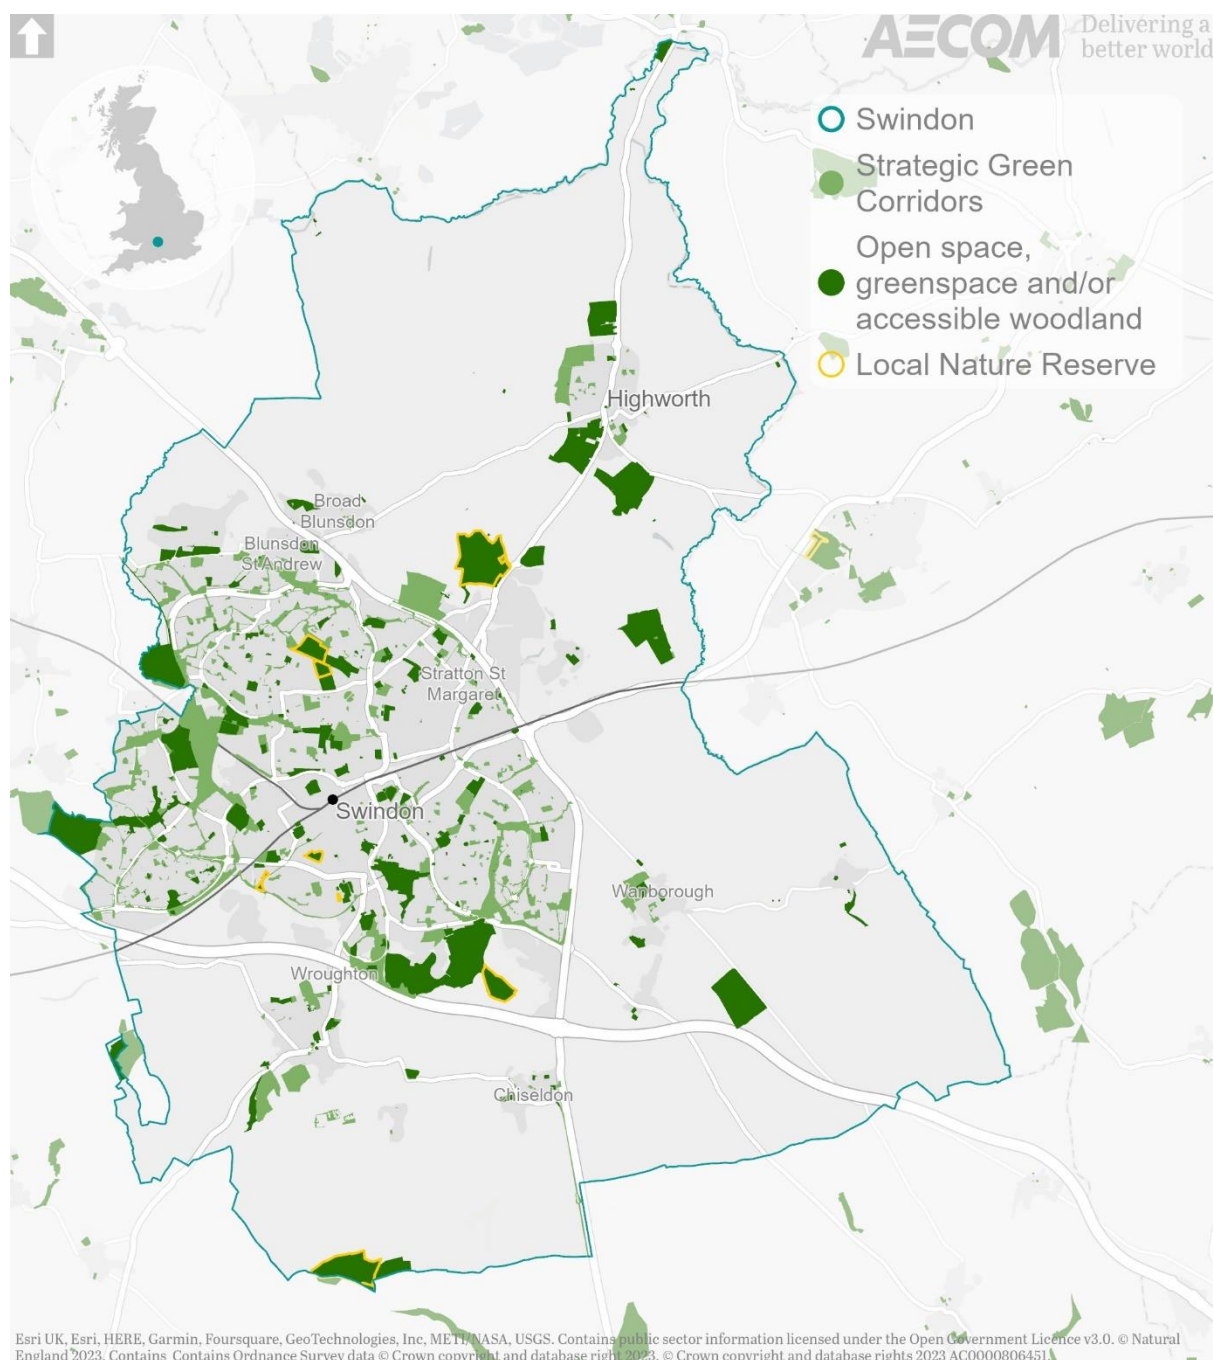 AECOM
Delivering a
better world
Swindon
Strategic Green
Corridors
Open space,
greenspace and/or
accessible woodland
Local Nature Reserve
Highworth
Broad
Blunsdon
Blunsdon
St Andrew
Stratton St
Margaret
Swindon
Wanborough
Wroughton
Chiseldon
Esri UK, Esri, HERE, Garmin, Foursquare, GeoTechnologies, Inc, METI/NASA, USGS. Contains public sector information licensed under the Open Government Licence v3.0. © Natural
England 2023. Contains Contains Ordnance Survey data © Crown copyright and database right 2023. © Crown copyright and database rights 2023 AC0000806451